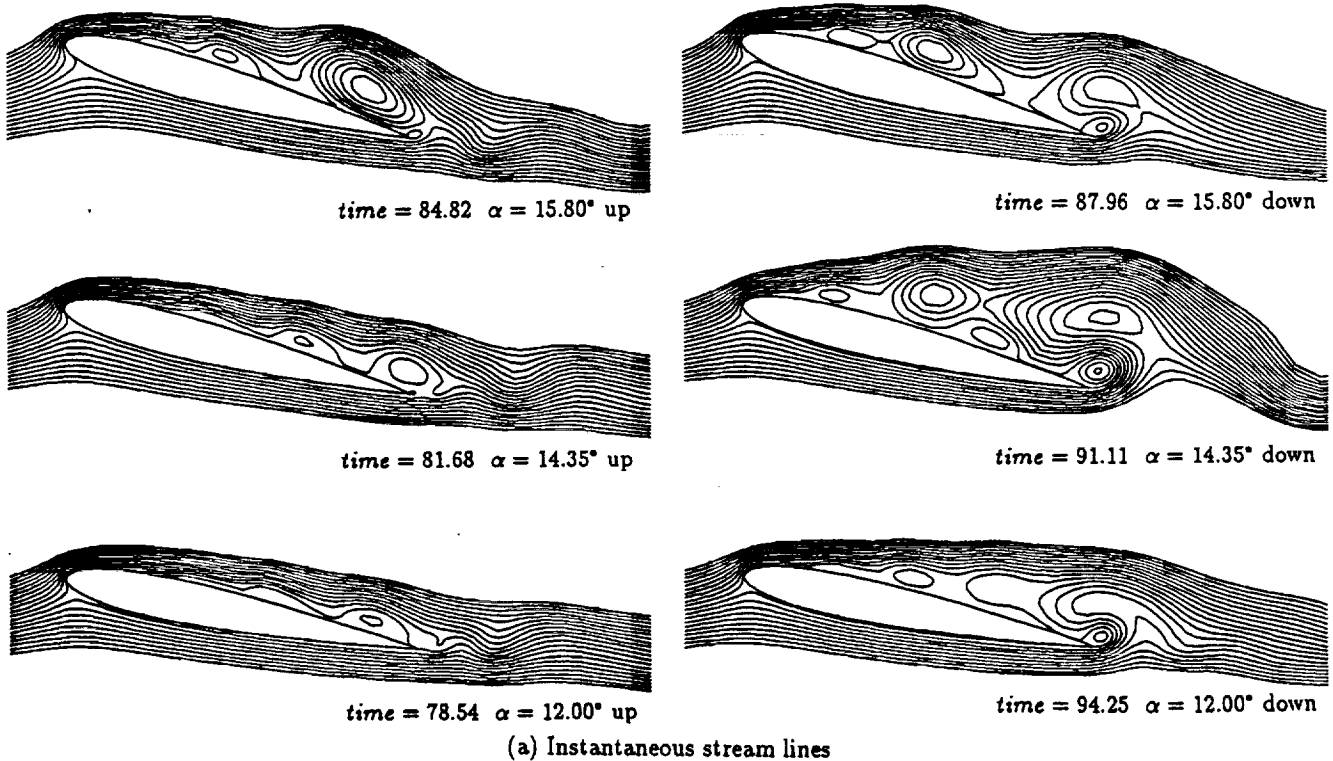 time = 84.82 α = 15.80° up
time = 87.96 α = 15.80° down
time = 81.68 α = 14.35° up
time = 91.11 α = 14.35° down
time = 78.54 α = 12.00° up
time = 94.25 α = 12.00° down
(a) Instantaneous stream lines